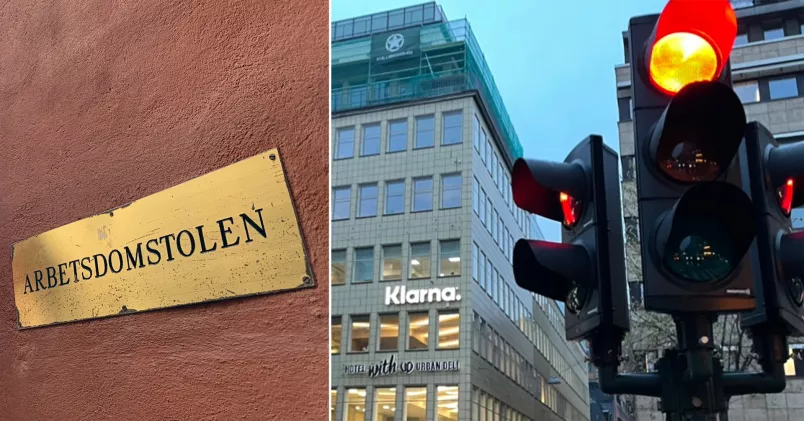 ARBETSDOMSTOLEN
Klarna.
HOTEL with urban deli